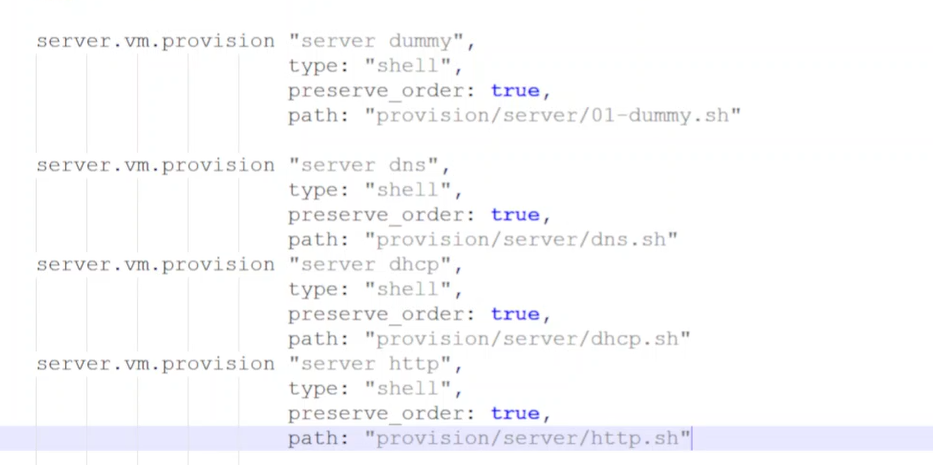 server.vm.provision "server dummy",
type: "shell",
preserve_order: true,
path: "provision/server/01-dummy.sh"
server.vm.provision "server dns",
type: "shell",
preserve_order: true,
path: "provision/server/dns.sh"
server.vm.provision "server dhcp",
type: "shell",
preserve_order: true,
path: "provision/server/dhcp.sh"
server.vm.provision "server http",
type: "shell",
preserve_order: true,
path: "provision/server/http.sh"